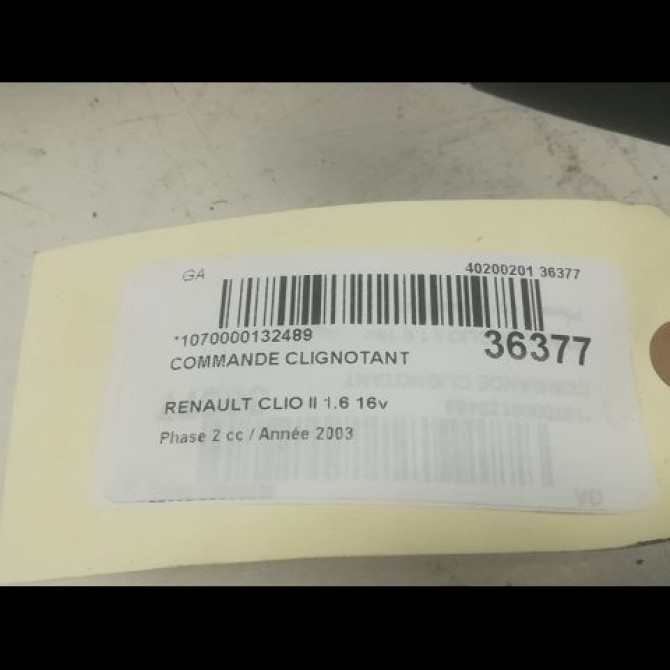 GA
40200201 36377
*1070000132489
36377
COMMANDE CLIGNOTANT
RENAULT CLIO II 1.6 16v
Phase 2 cc / Année 2003